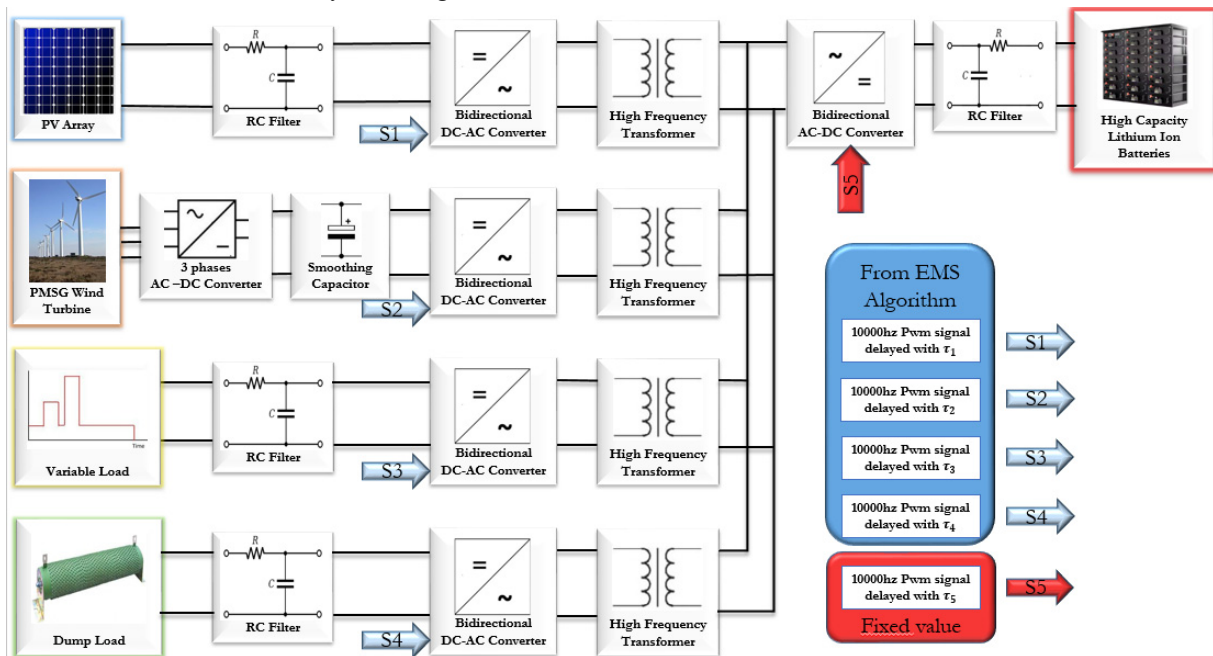 R
C
R
C
PV Array
RC Filter
S1
Bidirectional
DC-AC Converter
High Frequency
Transformer
Bidirectional
AC-DC Converter
RC Filter
High Capacity
Lithium Ion
Batteries
S5
+
PMSG Wind
Turbine
3 phases
AC –DC Converter
Smoothing
Capacitor
S2
Bidirectional
DC-AC Converter
High Frequency
Transformer
From EMS
Algorithm
10000hz Pwm signal
delayed with τ1
S1
10000hz Pwm signal
delayed with τ2
S2
10000hz Pwm signal
delayed with τ3
S3
10000hz Pwm signal
delayed with τ4
S4
10000hz Pwm signal
delayed with τ5
S5
Fixed value
R
C
Time
Variable Load
RC Filter
S3
Bidirectional
DC-AC Converter
High Frequency
Transformer
R
C
Dump Load
RC Filter
S4
Bidirectional
DC-AC Converter
High Frequency
Transformer